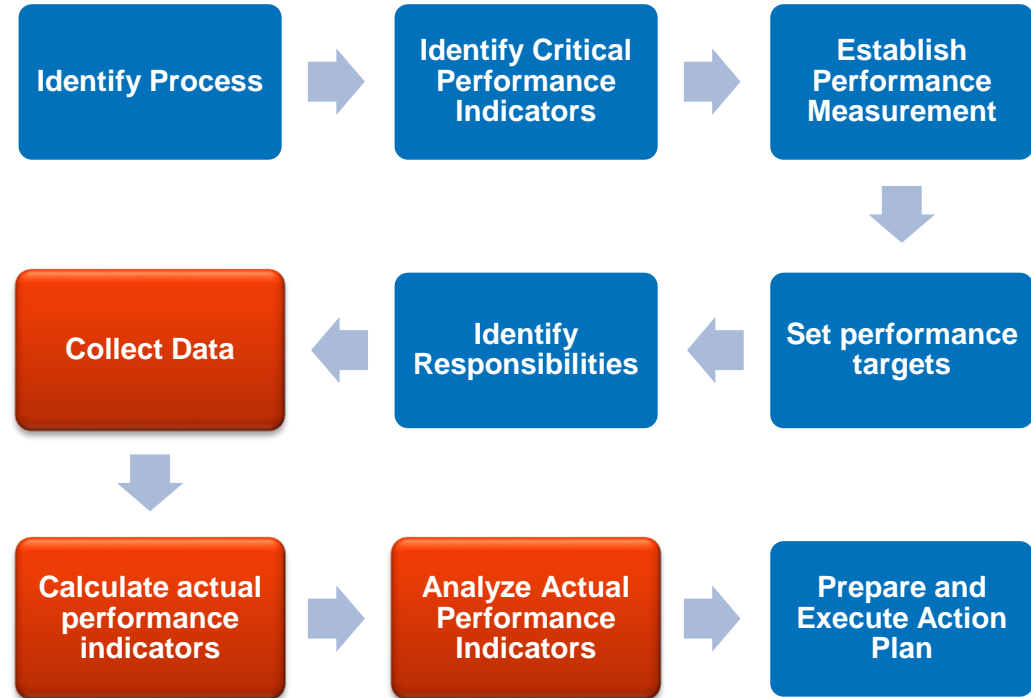 Identify Process
Identify Critical
Performance
Indicators
Establish
Performance
Measurement
Set performance
targets
Identify
Responsibilities
Collect Data
Calculate actual
performance
indicators
Analyze Actual
Performance
Indicators
Prepare and
Execute Action
Plan